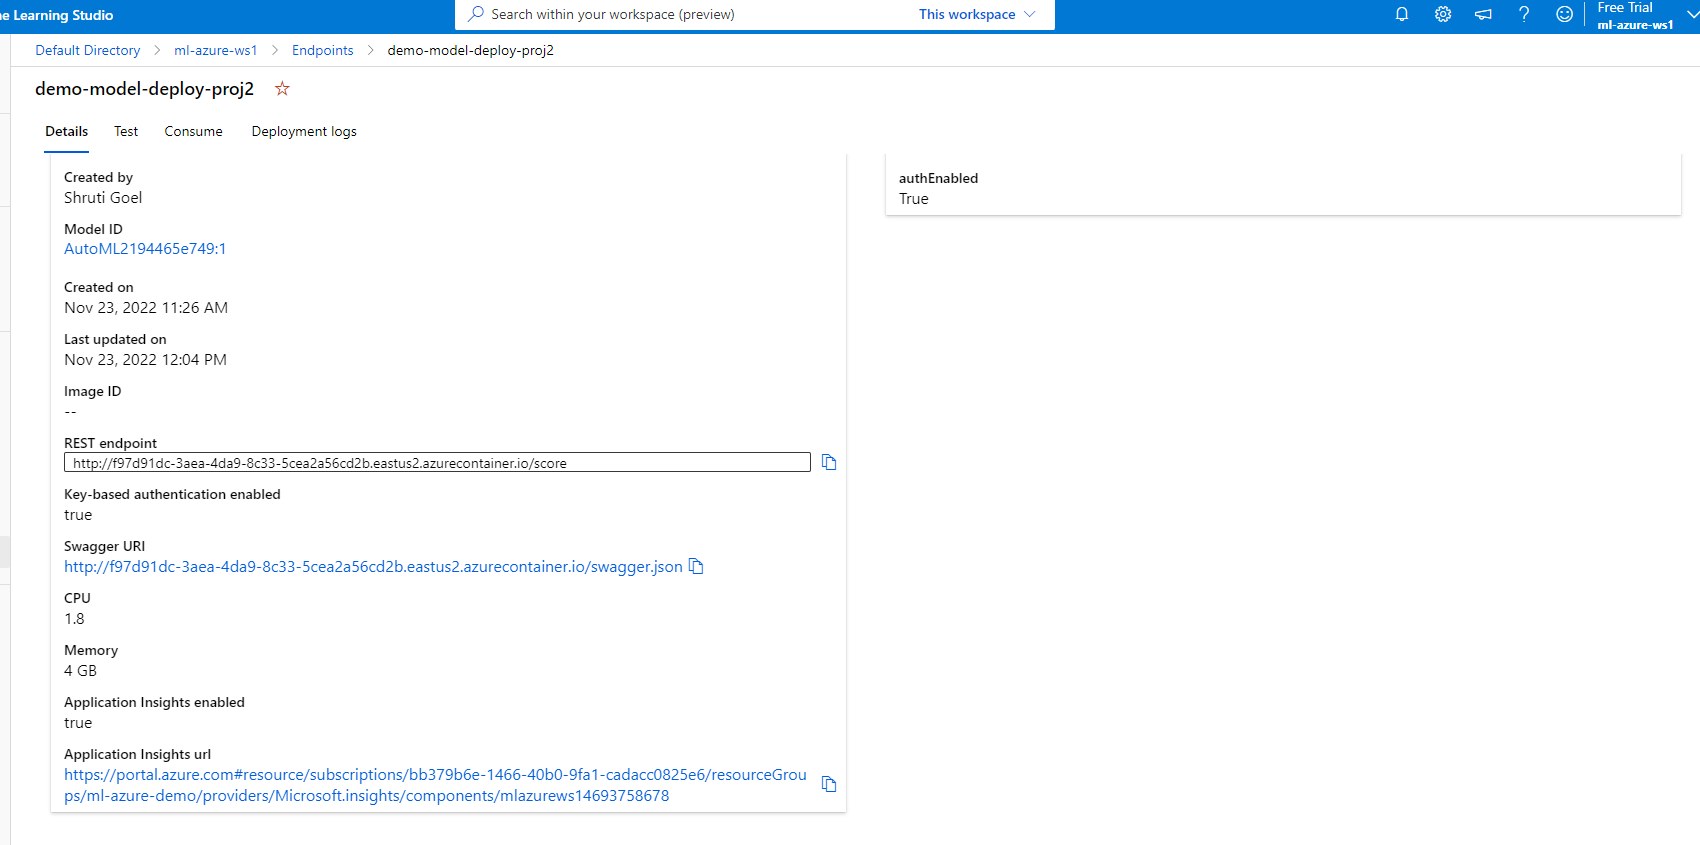 ne Learning Studio
Search within your workspace (preview)
This workspace
Free Trial
ml-azure-ws1
Default Directory > ml-azure-ws1 > Endpoints > demo-model-deploy-proj2
demo-model-deploy-proj2
Details Test Consume Deployment logs
Created by
Shruti Goel
Model ID
AutoML2194465e749:1
Created on
Nov 23, 2022 11:26 AM
Last updated on
Nov 23, 2022 12:04 PM
Image ID
--
REST endpoint
http://f97d91dc-3aea-4da9-8c33-5cea2a56cd2b.eastus2.azurecontainer.io/score
Key-based authentication enabled
true
Swagger URI
http://f97d91dc-3aea-4da9-8c33-5cea2a56cd2b.eastus2.azurecontainer.io/swagger.json
CPU
1.8
Memory
4 GB
Application Insights enabled
true
Application Insights url
https://portal.azure.com#resource/subscriptions/bb379b6e-1466-40b0-9fa1-cadacc0825e6/resourceGrou
ps/ml-azure-demo/providers/Microsoft.insights/components/mlazurews14693758678
authEnabled
True